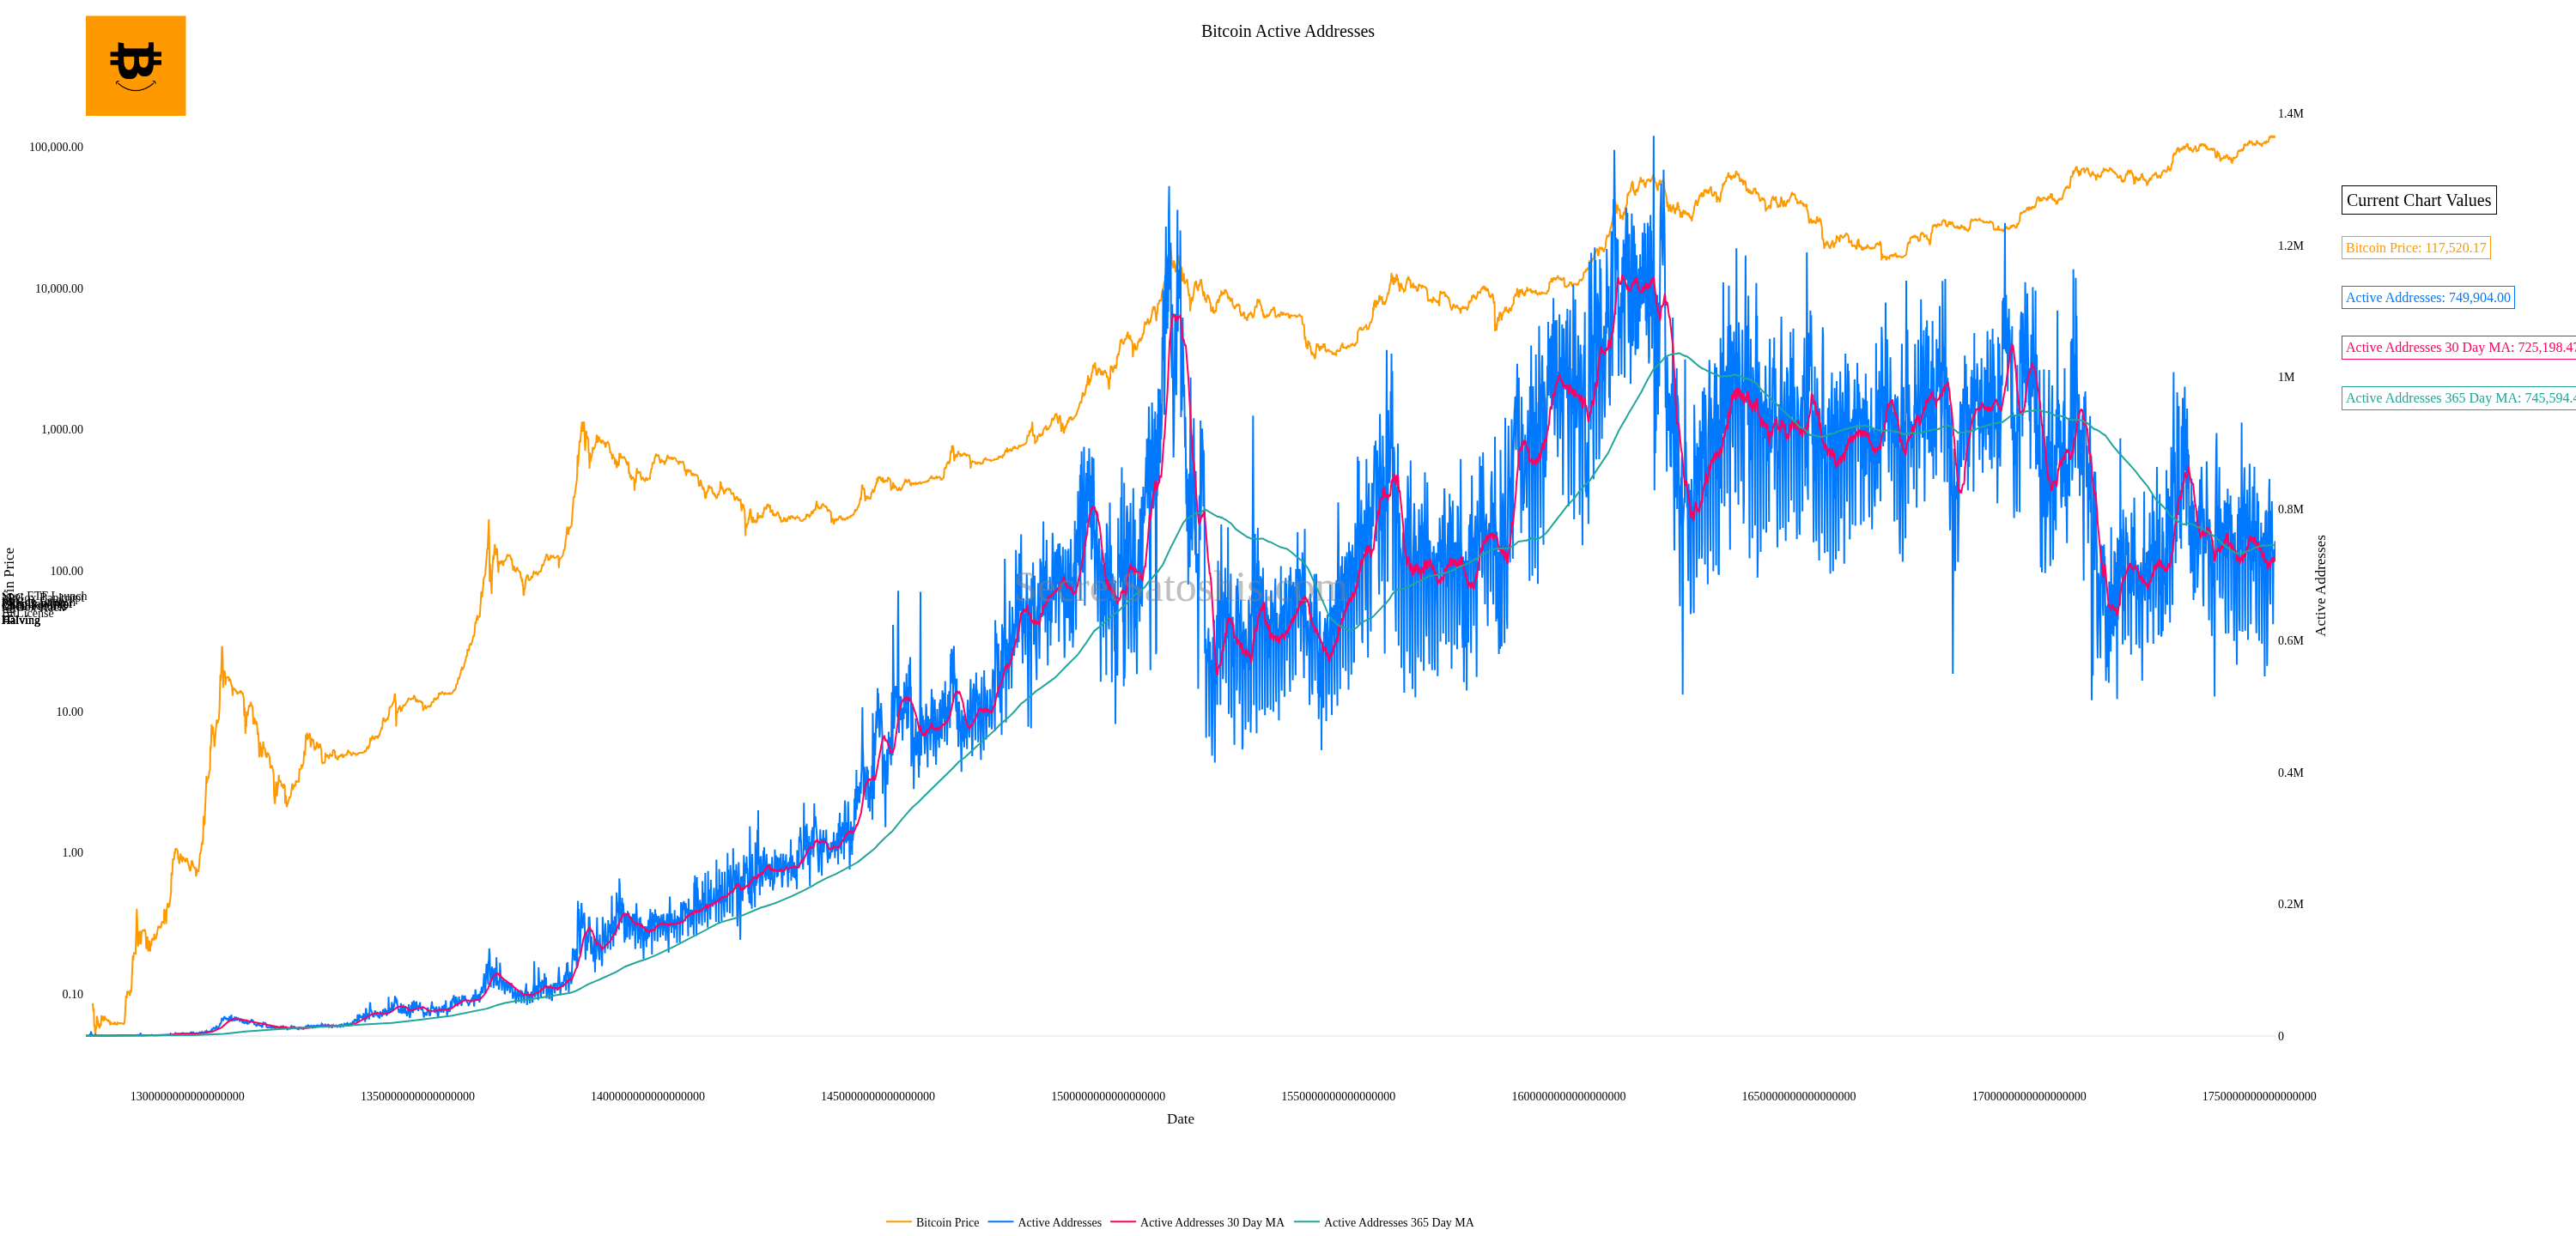 Bitcoin Active Addresses
1.4M
100,000.00
Current Chart Values
1.2M
Bitcoin Price: 117,520.17
10,000.00
Active Addresses: 749,904.00
Active Addresses 30 Day MA: 725,198.47
1M
Active Addresses 365 Day MA: 745,594.4
1,000.00
0.8M
100.00
Active Addresses
Halving
0.6M
10.00
0.4M
1.00
0.2M
0.10
0
1300000000000000000
1350000000000000000
1400000000000000000
1450000000000000000
1500000000000000000
1550000000000000000
1600000000000000000
1650000000000000000
1700000000000000000
1750000000000000000
Date
Bitcoin Price
Active Addresses
Active Addresses 30 Day MA
Active Addresses 365 Day MA